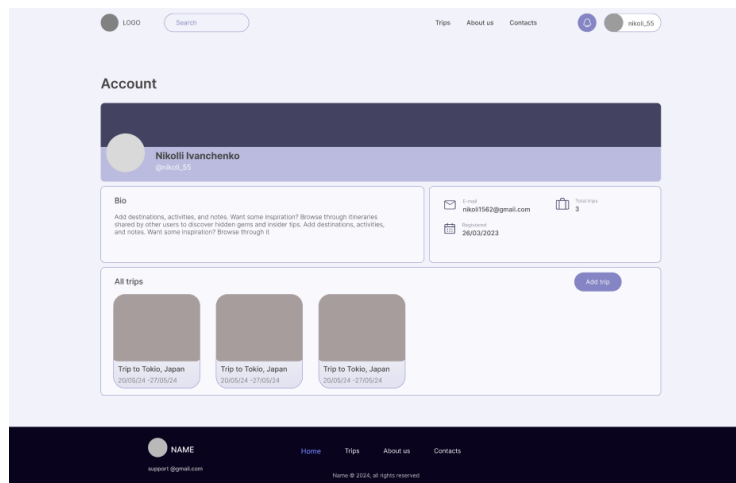 LOGO
Search
Trips
About us
Contacts
nikoli_55
Account
Nikolli Ivanchenko
@nikoli_55
Bio
Add destinations, activities, and notes. Want some inspiration? Browse through itineraries
shared by other users to discover hidden gems and insider tips. Add destinations, activities,
and notes. Want some inspiration? Browse through it
E-mail
nikoli1562@gmail.com
Total trips
3
Registered
26/03/2023
All trips
Add trip
Trip to Tokio, Japan
20/05/24 -27/05/24
Trip to Tokio, Japan
20/05/24 -27/05/24
Trip to Tokio, Japan
20/05/24 -27/05/24
NAME
support @gmail.com
Home
Trips
About us
Contacts
Name © 2024, all rights reserved